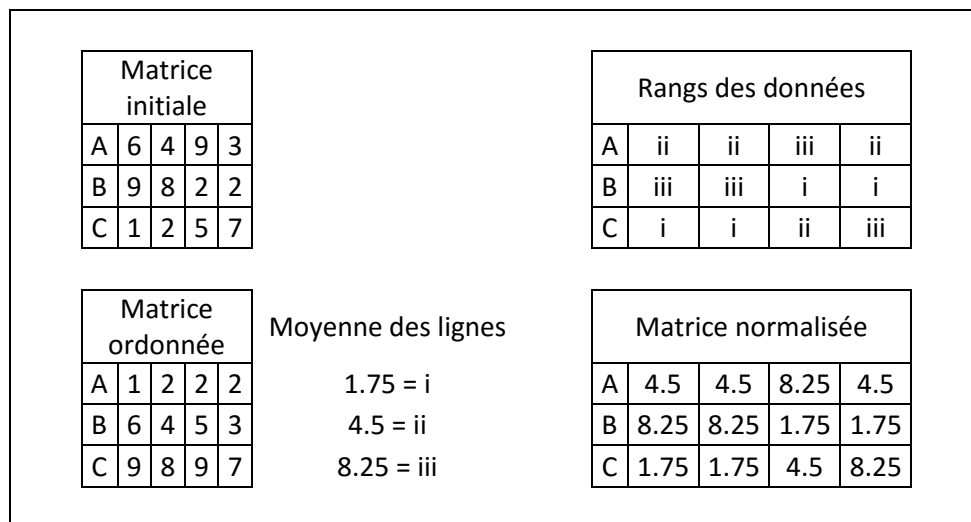 Matrice
initiale
A 6 4 9 3
B 9 8 2 2
C 1 2 5 7
Rangs des données
A ii ii iii ii
B iii iii i i
C i i ii iii
Matrice
ordonnée
A 1 2 2 2
B 6 4 5 3
C 9 8 9 7
Moyenne des lignes
1.75 = i
4.5 = ii
8.25 = iii
Matrice normalisée
A 4.5 4.5 8.25 4.5
B 8.25 8.25 1.75 1.75
C 1.75 1.75 4.5 8.25